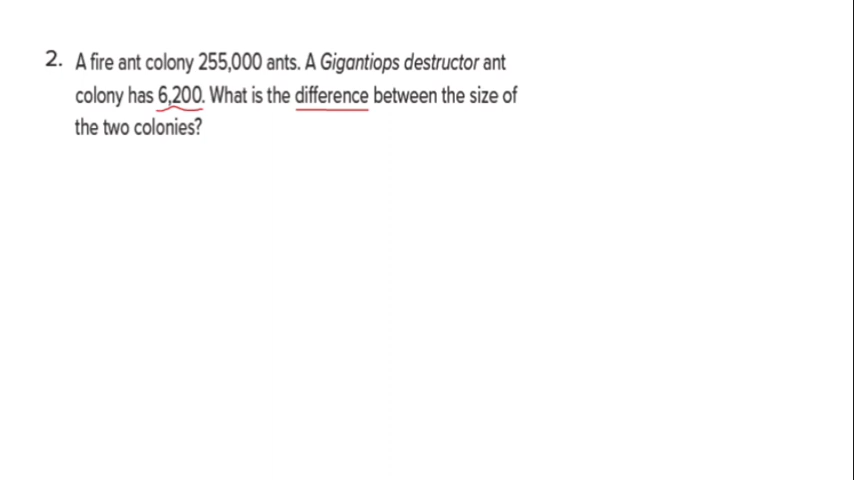 2. A fire ant colony 255,000 ants. A Gigantiops destructor ant
colony has 6,200. What is the difference between the size of
the two colonies?